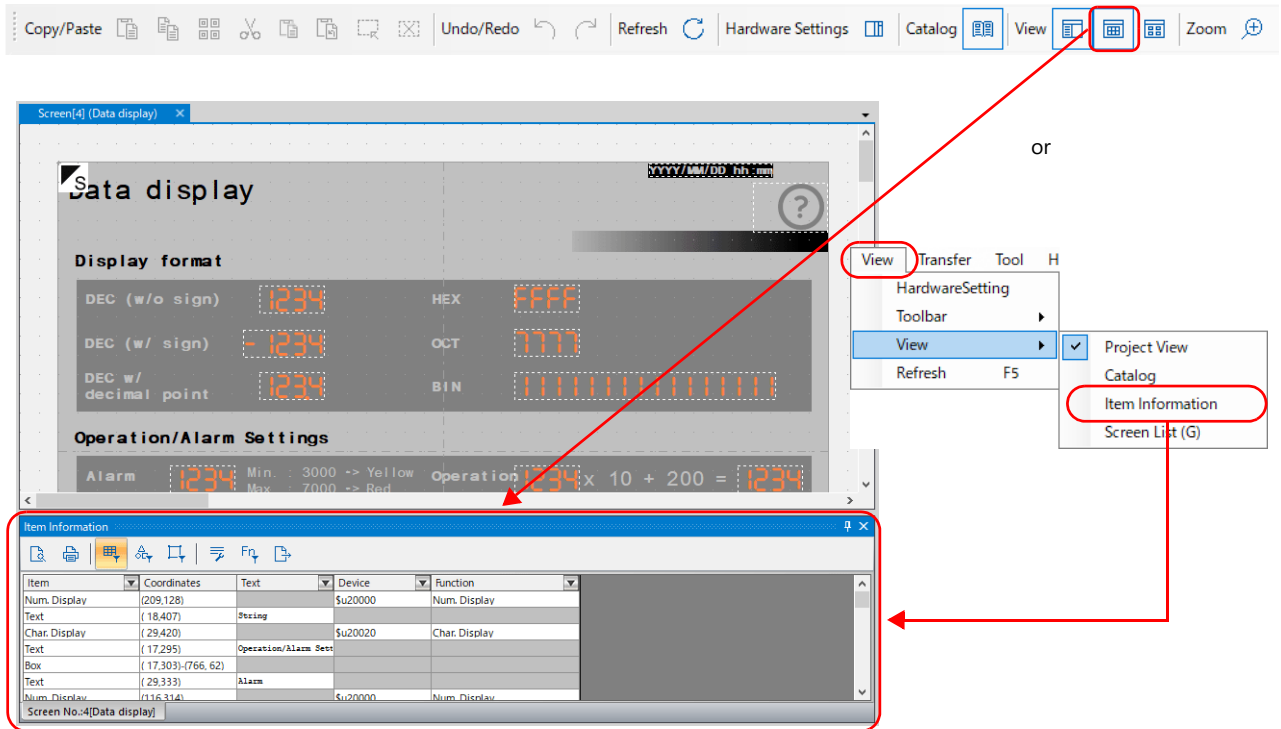 Copy/Paste Undo/Redo Refresh Hardware Settings Catalog View Zoom
Screen[4] (Data display)
or
S
Data display
YYYY/MM/DD hh:mm
?
Display format
DEC (w/o sign) 1234 HEX FFFF
DEC (w/ sign) -1234 OCT 7777
DEC w/
decimal point 123.4 BIN 1111111111111111
Operation/Alarm Settings
Alarm 1234 Min. : 3000 -> Yellow Operation 1234 x 10 + 200 = 1234
Max. : 7000 -> Red
View Transfer Tool H
HardwareSetting
Toolbar
View
Refresh F5
Project View
Catalog
Item Information
Screen List (G)
Item Information
Fn
Item Coordinates Text Device Function
Num. Display (209,128) $u20000 Num. Display
Text ( 18,407) String
Char. Display ( 29,420) $u20020 Char. Display
Text ( 17,295) Operation/Alarm Sett
Box ( 17,303)-(766, 62)
Text ( 29,333) Alarm
Num. Display (116,314) $u20000 Num. Display
Screen No.:4[Data display]